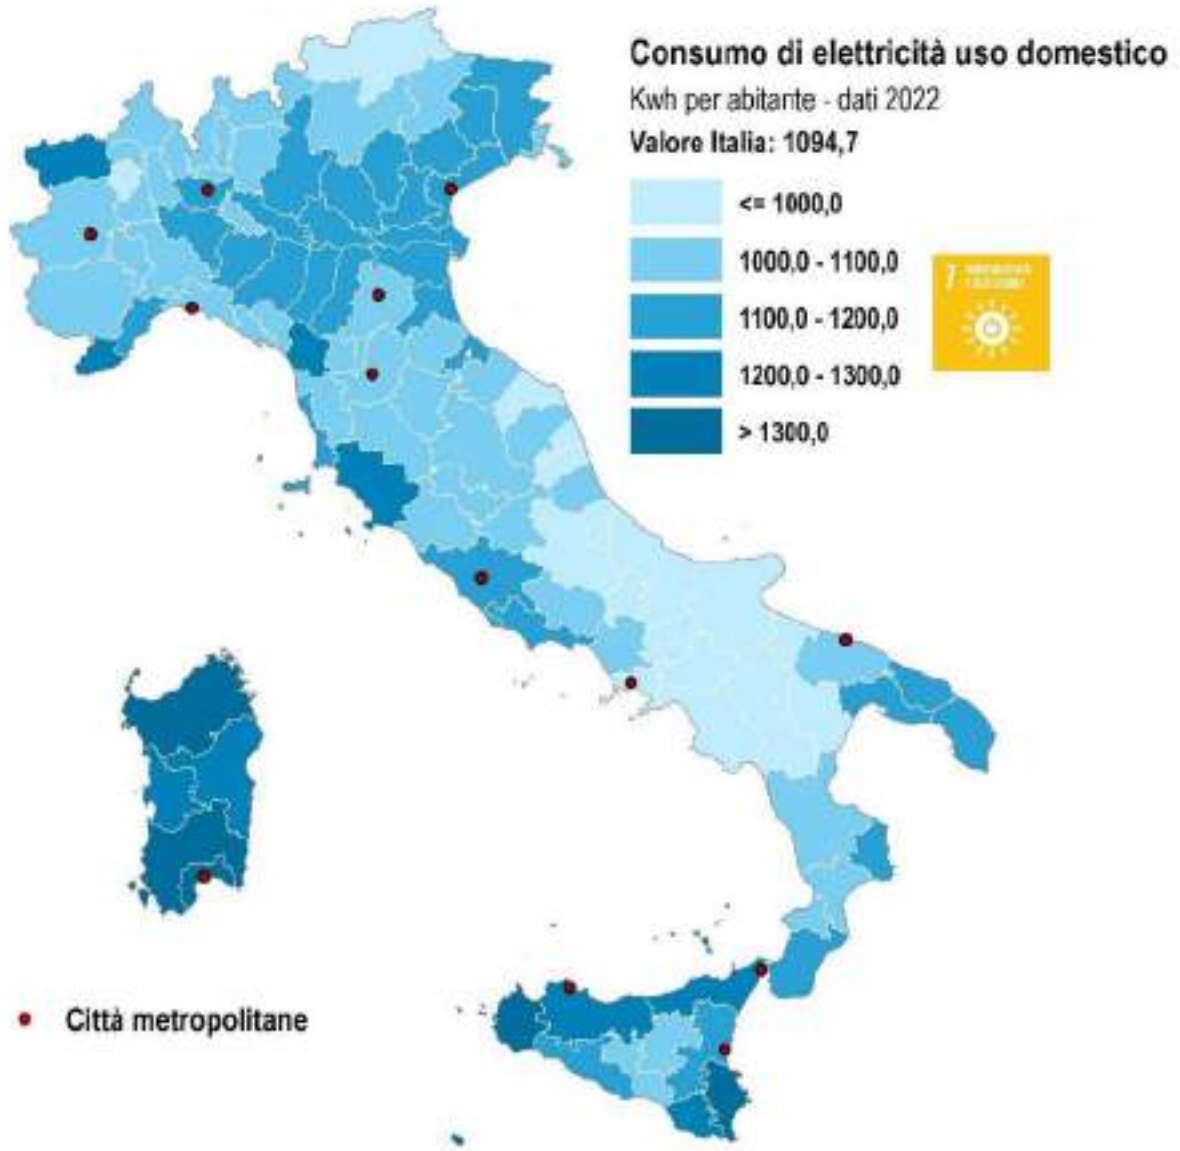 Consumo di elettricità uso domestico
Kwh per abitante - dati 2022
Valore Italia: 1094,7
<= 1000,0
1000,0 - 1100,0
7
1100,0 - 1200,0
1200,0 - 1300,0
> 1300,0
Città metropolitane